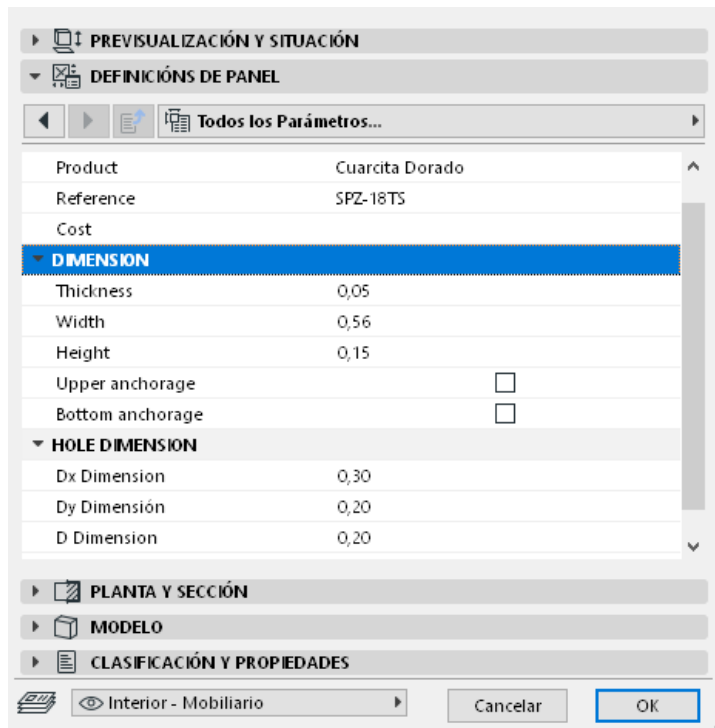 PREVISUALIZACIÓN Y SITUACIÓN
DEFINICIÓNS DE PANEL
Todos los Parámetros...
Product Cuarcita Dorado
Reference SPZ-18TS
Cost
DIMENSION
Thickness 0,05
Width 0,56
Height 0,15
Upper anchorage
Bottom anchorage
HOLE DIMENSION
Dx Dimension 0,30
Dy Dimensión 0,20
D Dimension 0,20
PLANTA Y SECCIÓN
MODELO
CLASIFICACIÓN Y PROPIEDADES
Interior - Mobiliario Cancelar OK